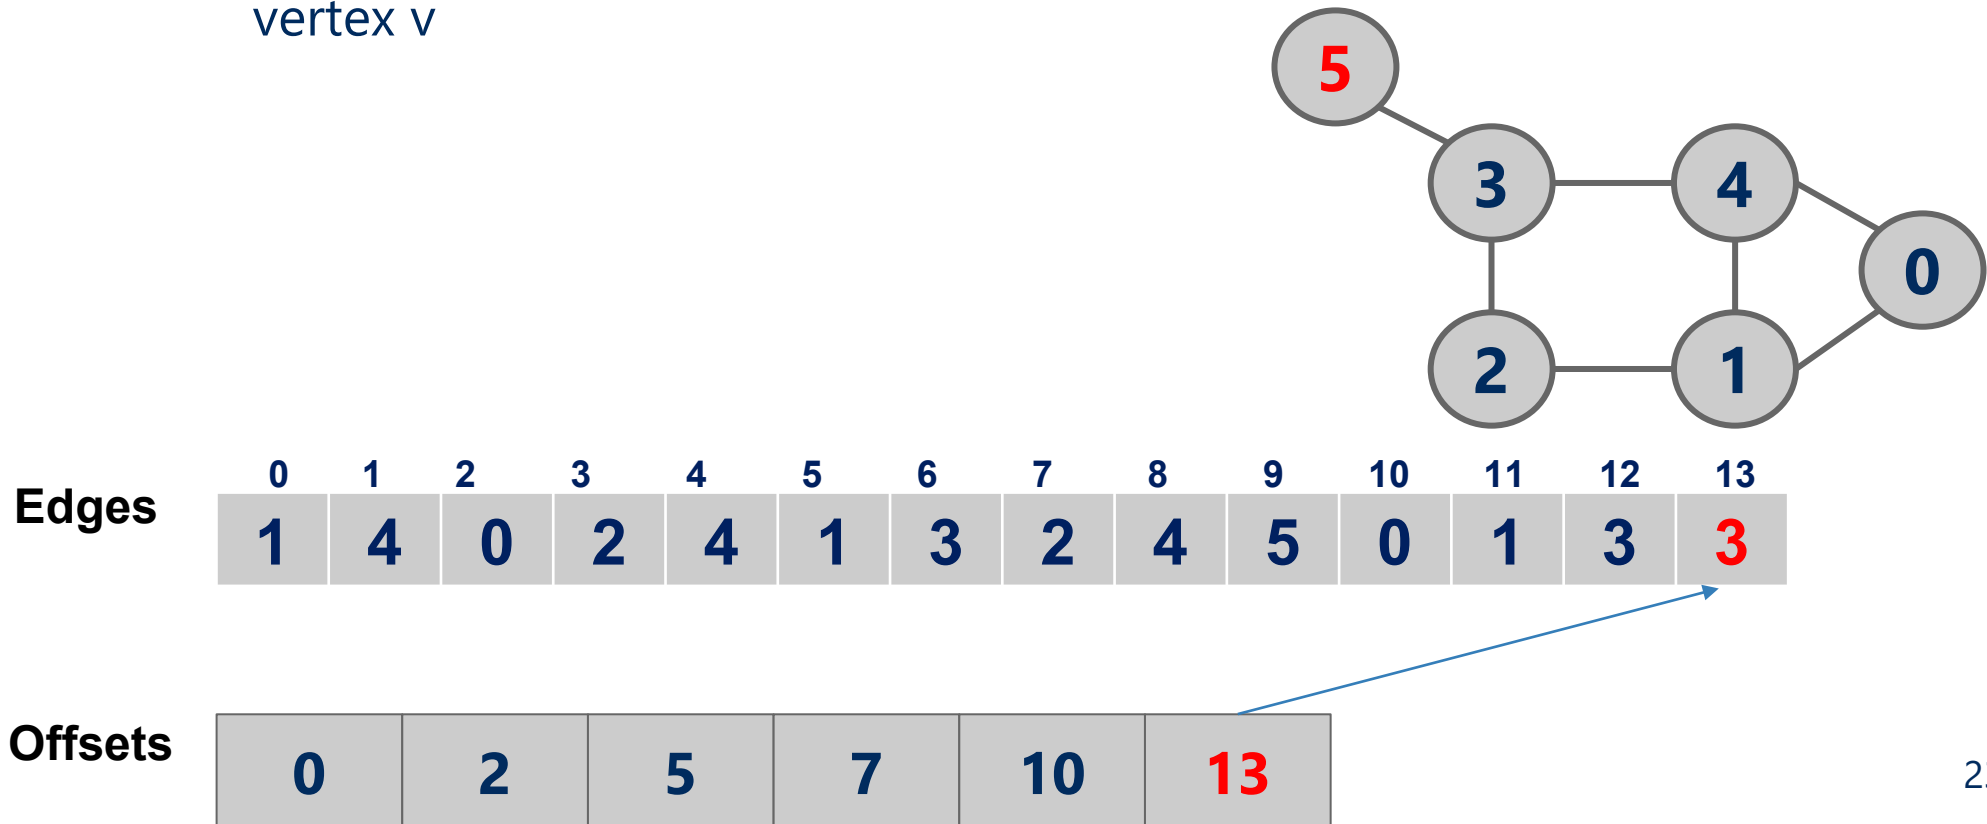 vertex v
5
3 4
0
2 1
0 1 2 3 4 5 6 7 8 9 10 11 12 13
Edges 1 4 0 2 4 1 3 2 4 5 0 1 3 3
Offsets 0 2 5 7 10 13